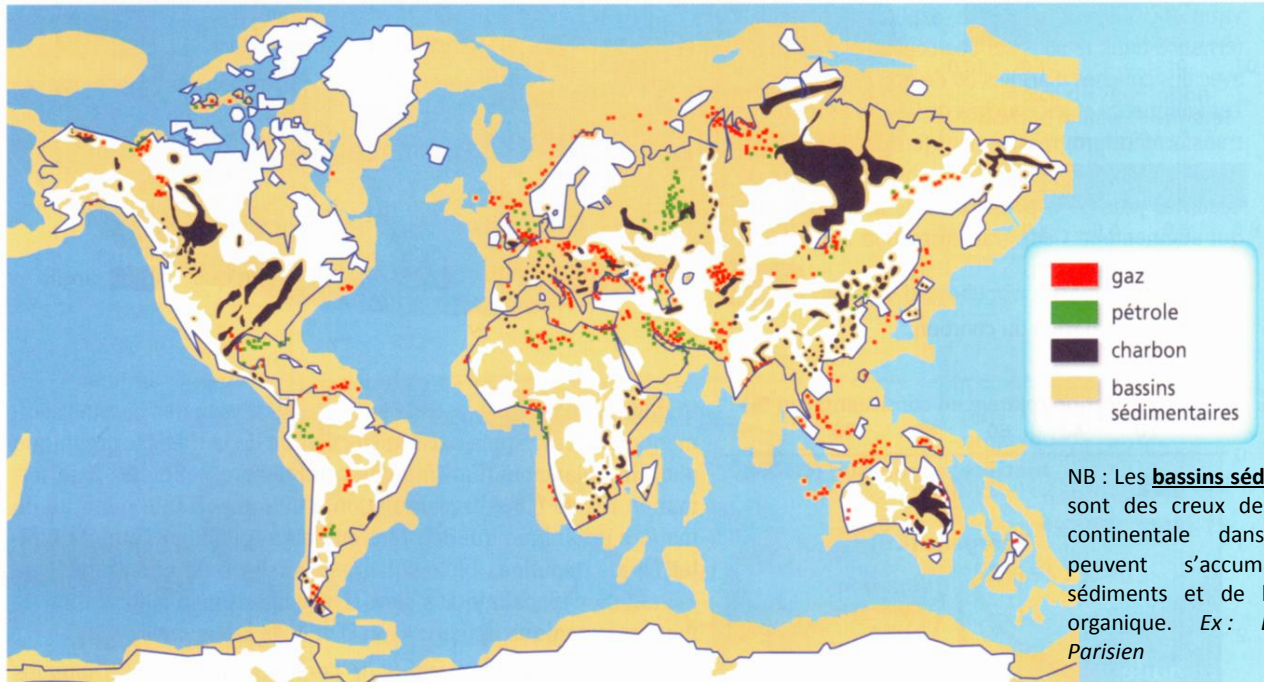 gaz
pétrole
charbon
bassins
sédimentaires
NB : Les bassins séd
sont des creux de
continentale dans
peuvent s'accum
sédiments et de l
organique. Ex :
Parisien